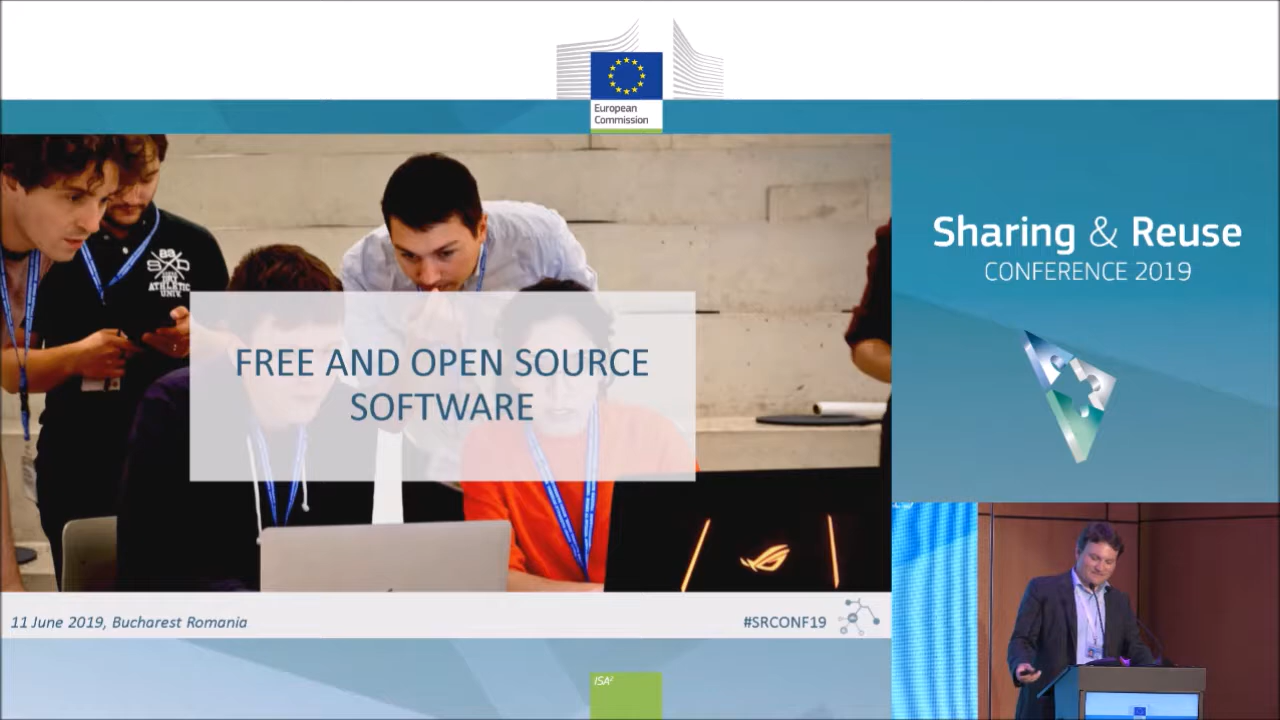 European
Commission
Sharing & Reuse
CONFERENCE 2019
FREE AND OPEN SOURCE
SOFTWARE
11 June 2019, Bucharest Romania
#SRCONF19
ISA²